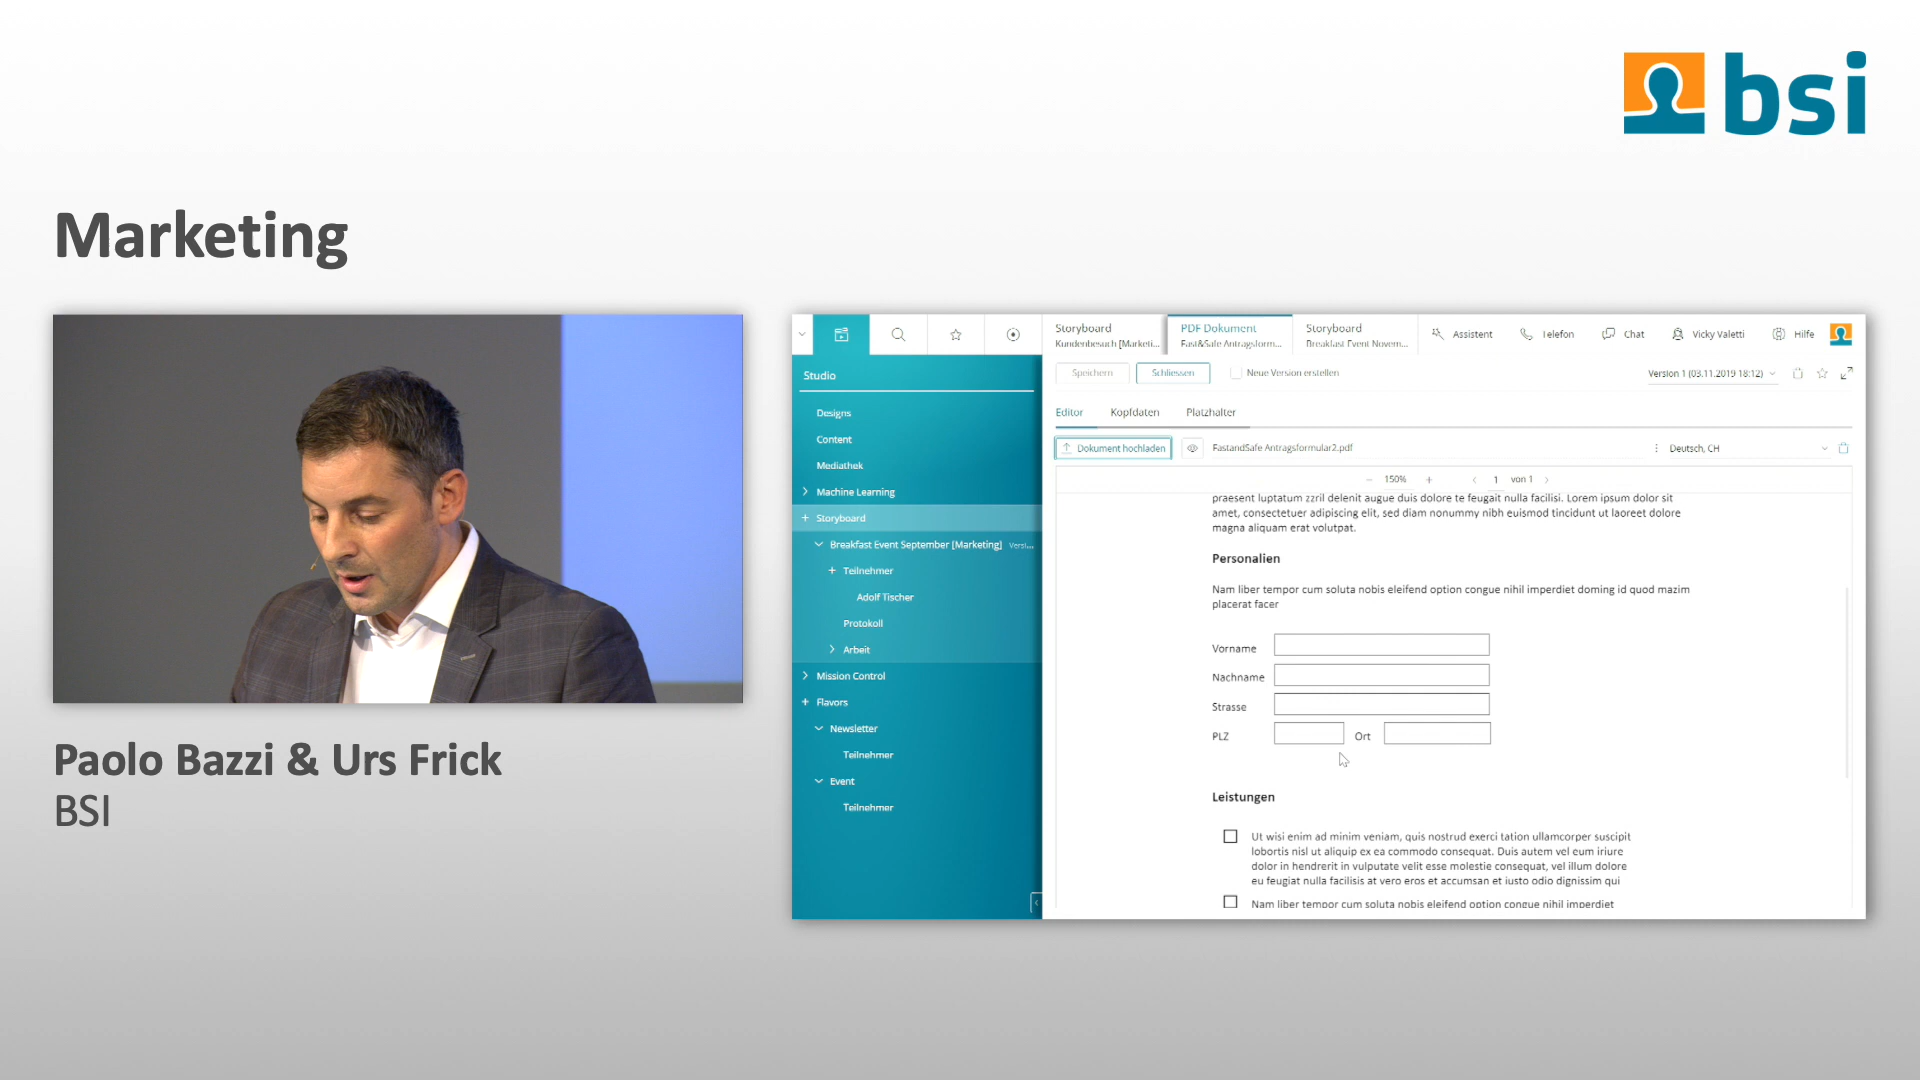 bsi
Marketing
Paolo Bazzi & Urs Frick
BSI
Storyboard
Kundenbesuch [Marketi...
PDF Dokument
Fast&Safe Antragsform...
Storyboard
Breakfast Event Novem...
Assistent
Telefon
Chat
Vicky Valetti
Hilfe
Studio
Designs
Content
Mediathek
Machine Learning
Storyboard
Breakfast Event September [Marketing] Versi...
Teilnehmer
Adolf Tischer
Protokoll
Arbeit
Mission Control
Flavors
Newsletter
Teilnehmer
Event
Teilnehmer
Speichern
Schliessen
Neue Version erstellen
Version 1 (03.11.2019 18:12)
Editor
Kopfdaten
Platzhalter
Dokument hochladen
FastandSafe Antragsformular2.pdf
Deutsch, CH
− 150% + < 1 von 1 >
praesent luptatum zzril delenit augue duis dolore te feugait nulla facilisi. Lorem ipsum dolor sit
amet, consectetuer adipiscing elit, sed diam nonummy nibh euismod tincidunt ut laoreet dolore
magna aliquam erat volutpat.
Personalien
Nam liber tempor cum soluta nobis eleifend option congue nihil imperdiet doming id quod mazim
placerat facer
Vorname
Nachname
Strasse
PLZ Ort
Leistungen
Ut wisi enim ad minim veniam, quis nostrud exerci tation ullamcorper suscipit
lobortis nisl ut aliquip ex ea commodo consequat. Duis autem vel eum iriure
dolor in hendrerit in vulputate velit esse molestie consequat, vel illum dolore
eu feugiat nulla facilisis at vero eros et accumsan et iusto odio dignissim qui
Nam liber tempor cum soluta nobis eleifend option congue nihil imperdiet